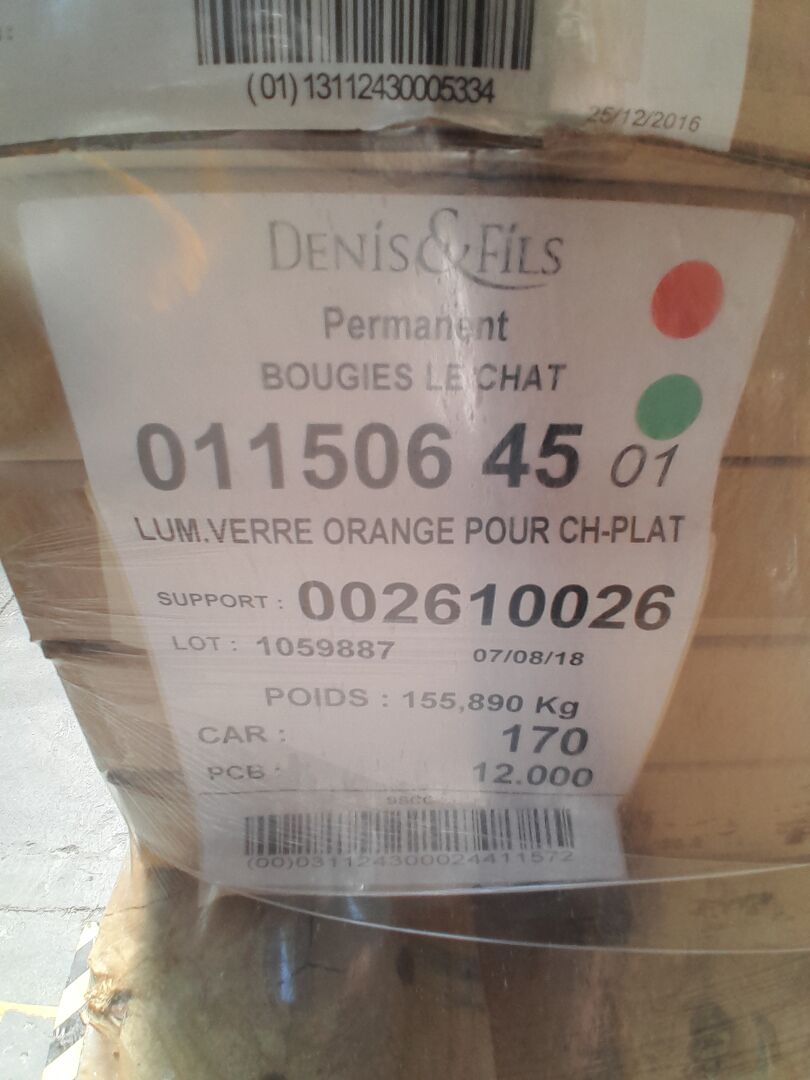 (01)13112430005334
25/12/2016
DENiS&FiLS
Permanent
BOUGIES LE CHAT
011506 45 01
LUM.VERRE ORANGE POUR CH-PLAT
SUPPORT : 002610026
LOT : 1059887 07/08/18
POIDS : 155,890 Kg
CAR : 170
PCB : 12.000
SSCC
(00)031124300024411572